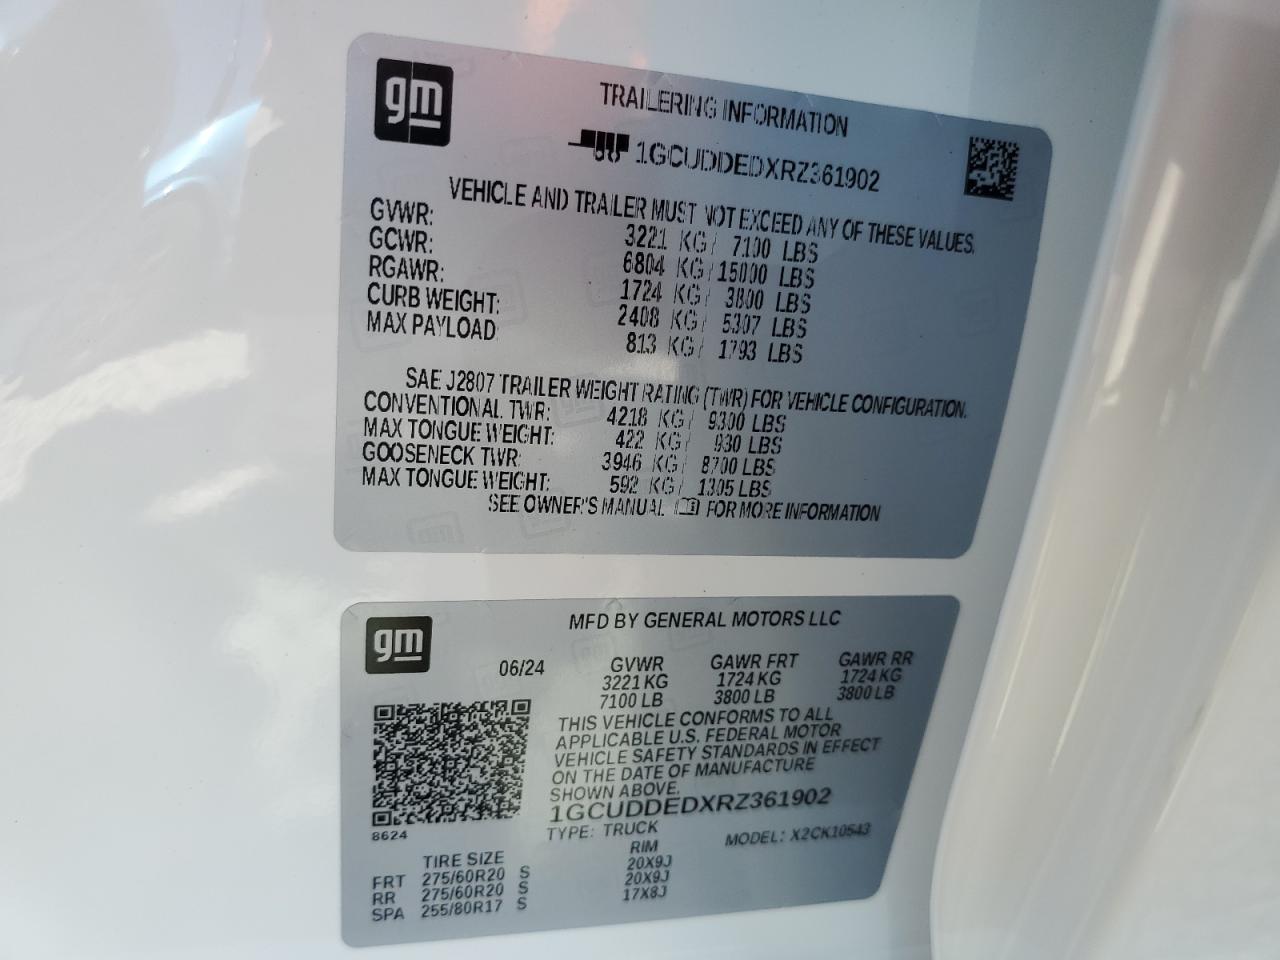 gm
TRAILERING INFORMATION
1GCUDDEDXRZ361902
VEHICLE AND TRAILER MUST NOT EXCEED ANY OF THESE VALUES.
GVWR: 3221 KG/ 7100 LBS
GCWR: 6804 KG/ 15000 LBS
RGAWR: 1724 KG/ 3800 LBS
CURB WEIGHT: 2408 KG/ 5307 LBS
MAX PAYLOAD 813 KG/ 1793 LBS
SAE J2807 TRAILER WEIGHT RATING (TWR) FOR VEHICLE CONFIGURATION.
CONVENTIONAL TWR: 4218 KG/ 9300 LBS
MAX TONGUE WEIGHT: 422 KG/ 930 LBS
GOOSENECK TWR: 3946 KG/ 8700 LBS
MAX TONGUE WEIGHT: 592 KG/ 1305 LBS
SEE OWNER'S MANUAL FOR MORE INFORMATION
gm
MFD BY GENERAL MOTORS LLC
06/24 GVWR GAWR FRT GAWR RR
3221 KG 1724 KG 1724 KG
7100 LB 3800 LB 3800 LB
THIS VEHICLE CONFORMS TO ALL
APPLICABLE U.S. FEDERAL MOTOR
VEHICLE SAFETY STANDARDS IN EFFECT
ON THE DATE OF MANUFACTURE
SHOWN ABOVE.
1GCUDDEDXRZ361902
8624
TYPE: TRUCK MODEL: X2CK10543
TIRE SIZE RIM
FRT 275/60R20 S 20X9J
RR 275/60R20 S 20X9J
SPA 255/80R17 S 17X8J